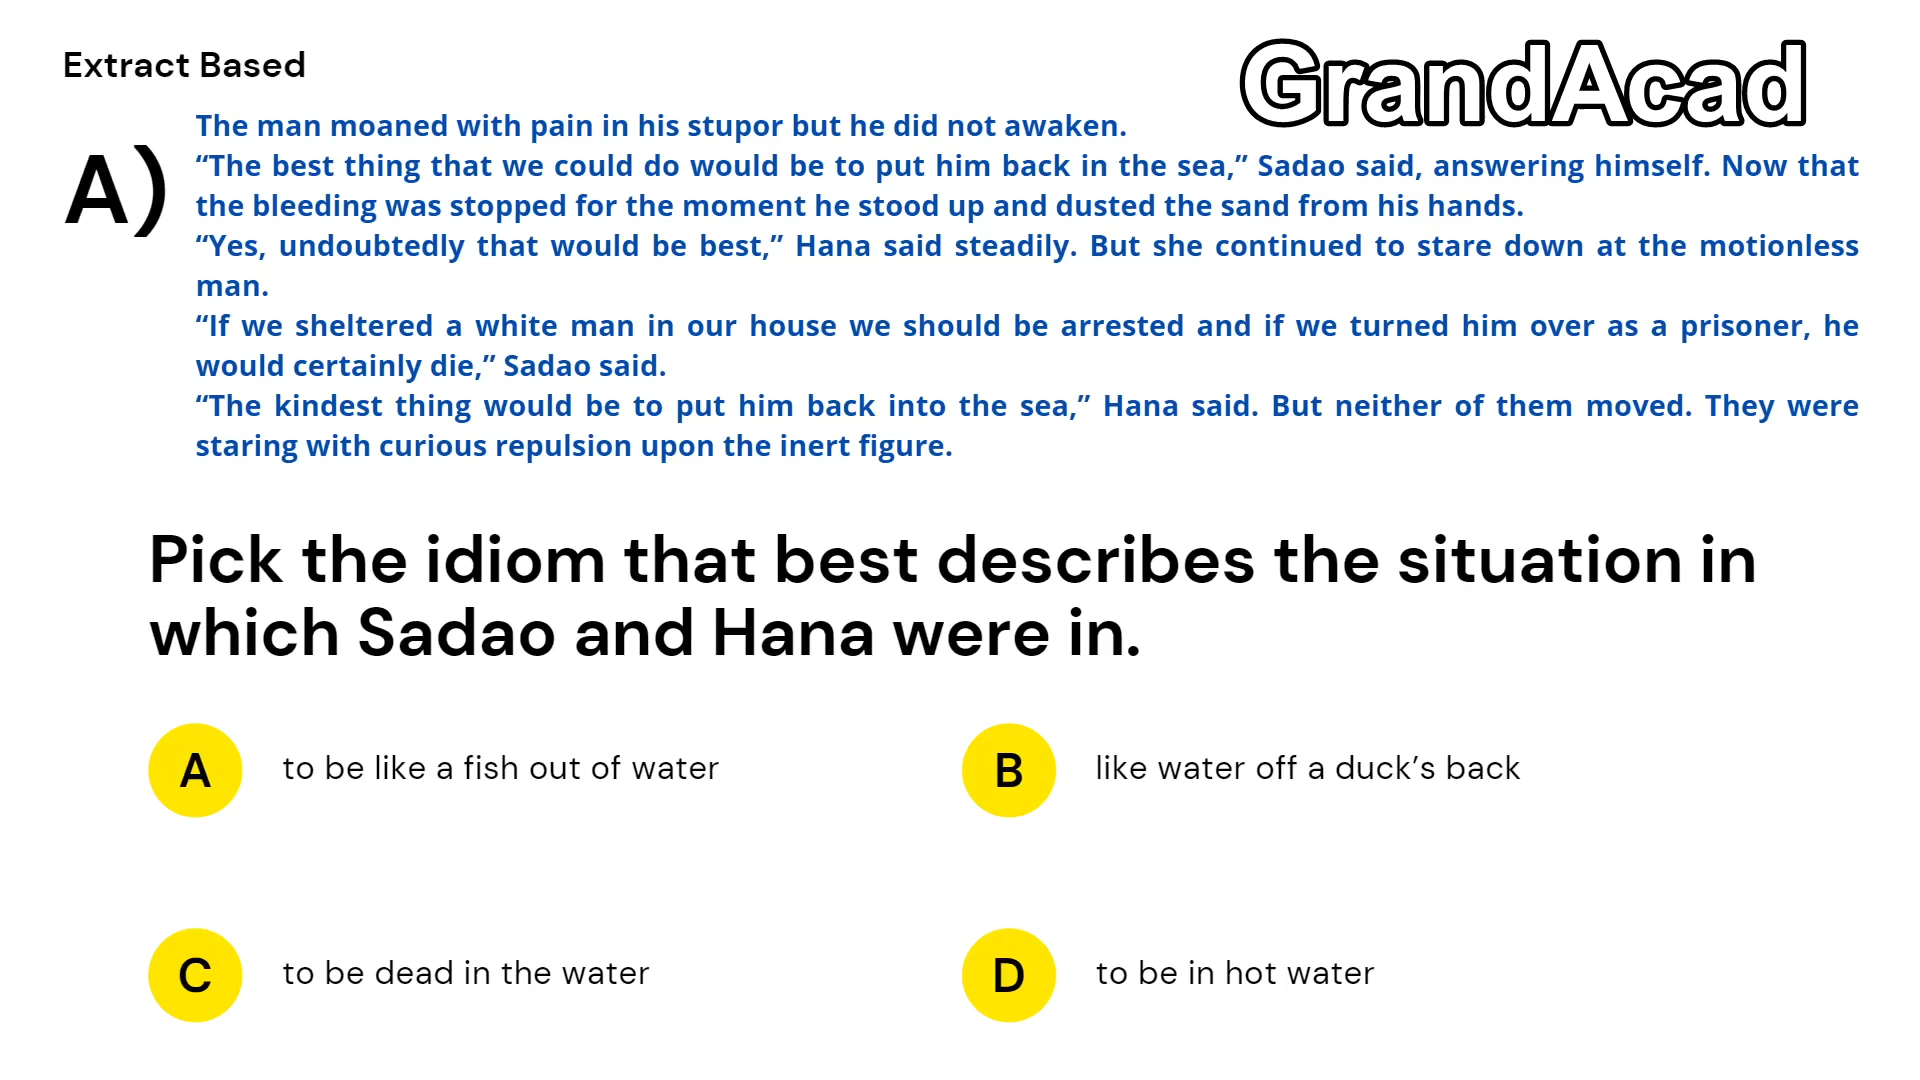 Extract Based
GrandAcad
A)
The man moaned with pain in his stupor but he did not awaken.
“The best thing that we could do would be to put him back in the sea,” Sadao said, answering himself. Now that
the bleeding was stopped for the moment he stood up and dusted the sand from his hands.
“Yes, undoubtedly that would be best,” Hana said steadily. But she continued to stare down at the motionless
man.
“If we sheltered a white man in our house we should be arrested and if we turned him over as a prisoner, he
would certainly die,” Sadao said.
“The kindest thing would be to put him back into the sea,” Hana said. But neither of them moved. They were
staring with curious repulsion upon the inert figure.
Pick the idiom that best describes the situation in
which Sadao and Hana were in.
A to be like a fish out of water
B like water off a duck’s back
C to be dead in the water
D to be in hot water